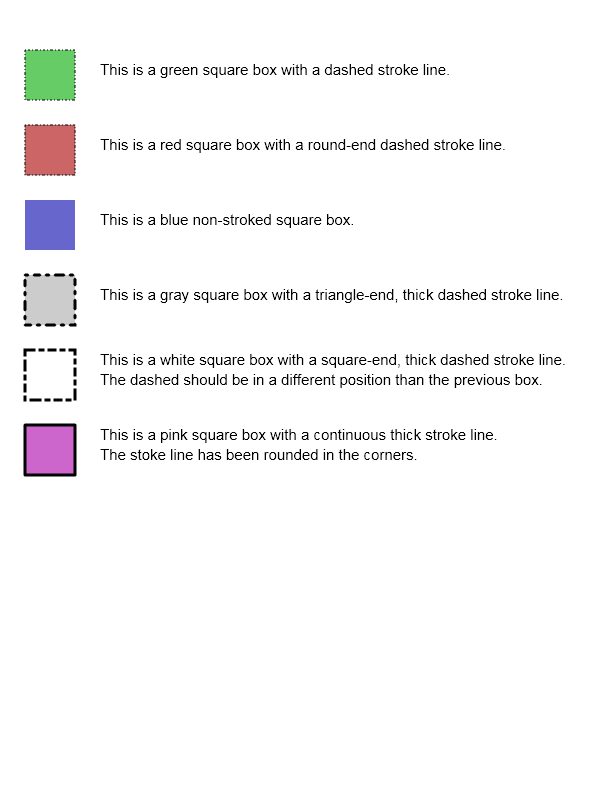 This is a green square box with a dashed stroke line.
This is a red square box with a round-end dashed stroke line.
This is a blue non-stroked square box.
This is a gray square box with a triangle-end, thick dashed stroke line.
This is a white square box with a square-end, thick dashed stroke line.
The dashed should be in a different position than the previous box.
This is a pink square box with a continuous thick stroke line.
The stoke line has been rounded in the corners.